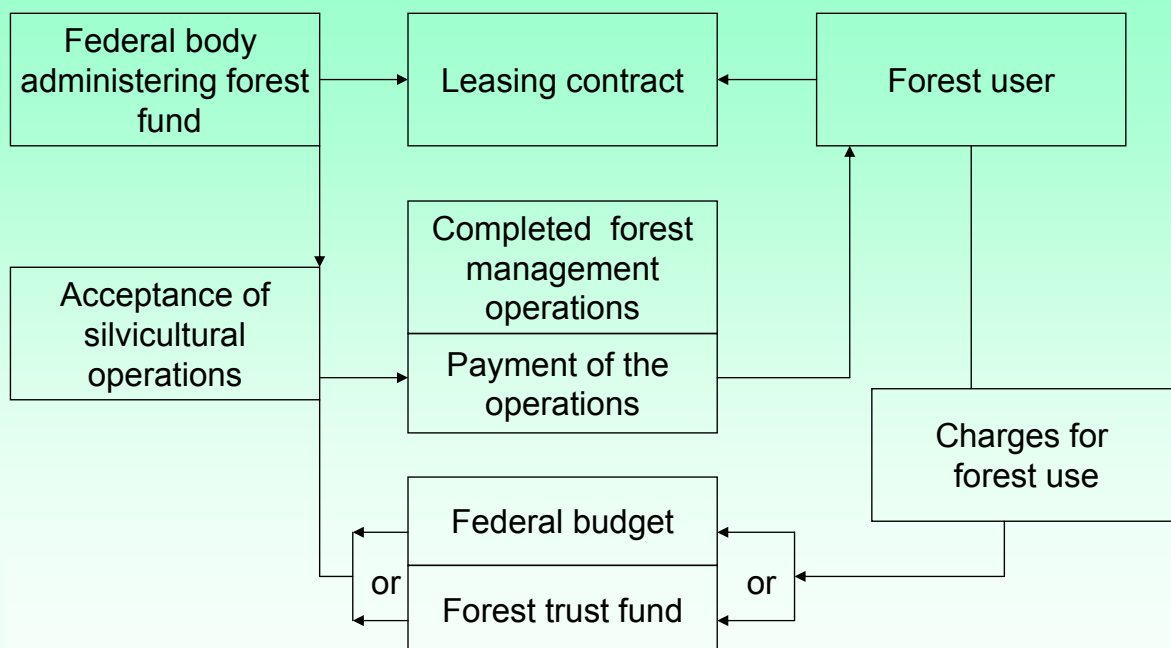 Federal body
administering forest
fund
Leasing contract
Forest user
Completed forest
management
operations
Acceptance of
silvicultural
operations
Payment of the
operations
Charges for
forest use
Federal budget
or
or
Forest trust fund